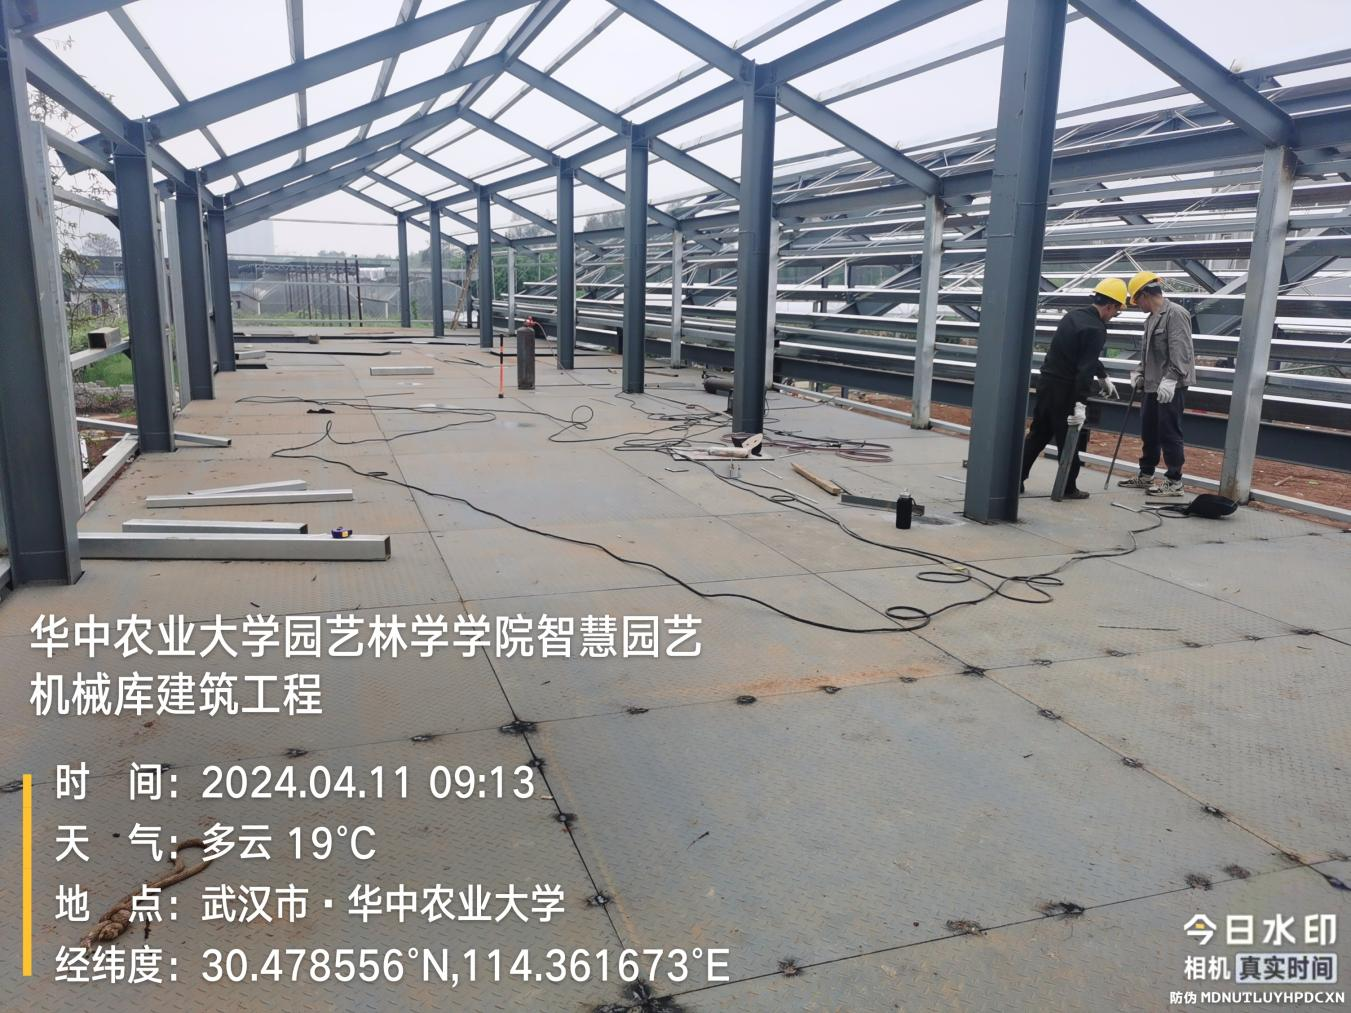 华中农业大学园艺林学学院智慧园艺
机械库建筑工程
时 间：2024.04.11 09:13
天 气：多云 19°C
地 点：武汉市·华中农业大学
经纬度：30.478556°N,114.361673°E
今日水印
相机 真实时间
防伪 MDNUTLUYHPDCXN